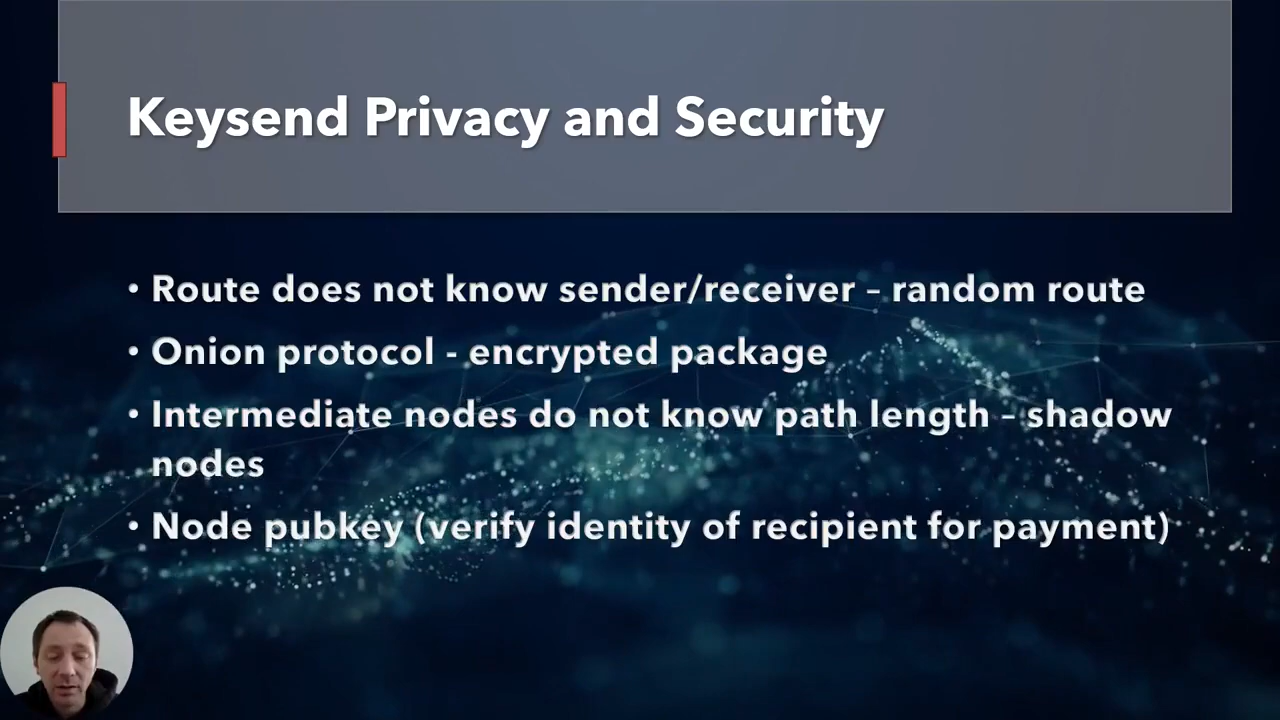 Keysend Privacy and Security
• Route does not know sender/receiver – random route
• Onion protocol - encrypted package
• Intermediate nodes do not know path length – shadow
nodes
• Node pubkey (verify identity of recipient for payment)